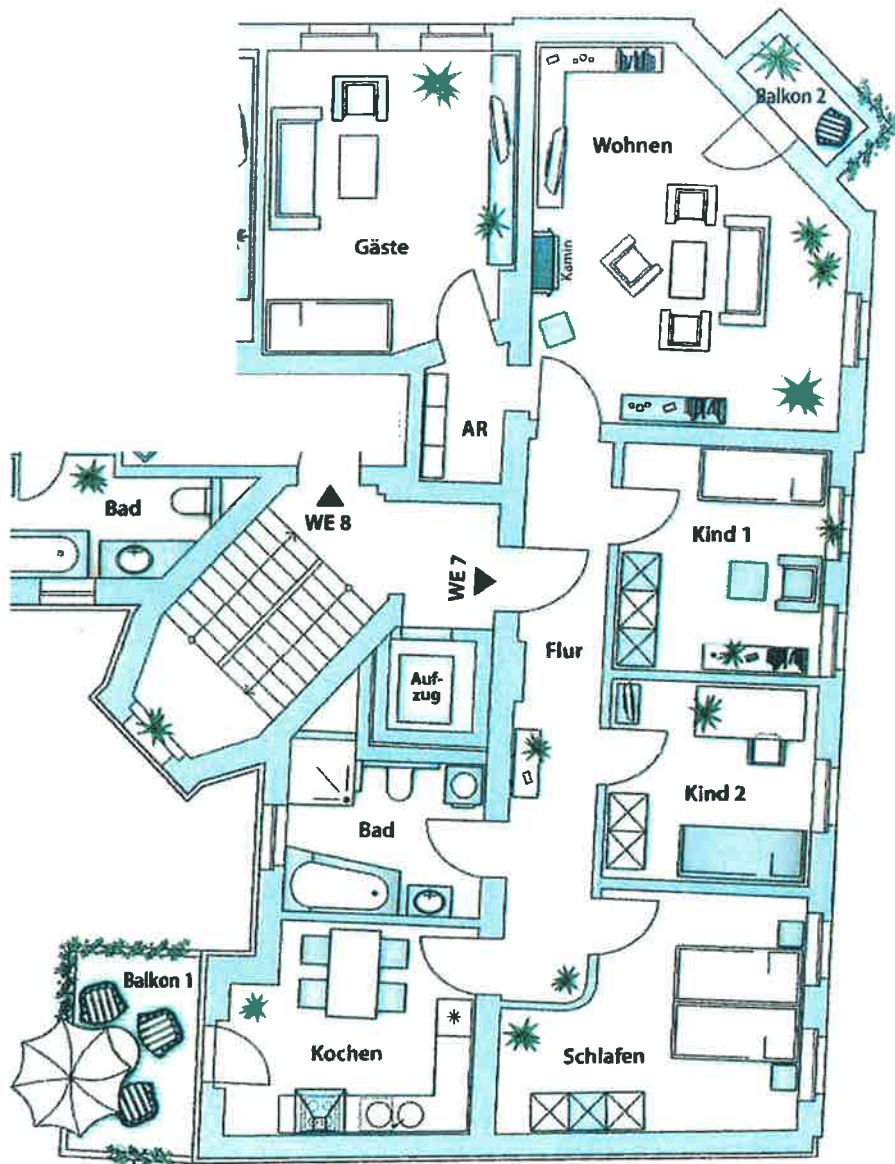 Balkon 2
Wohnen
Gäste
Kamin
AR
Bad
WE 8
Kind 1
WE 7
Flur
Auf-
zug
Kind 2
Bad
Balkon 1
Kochen
Schlafen